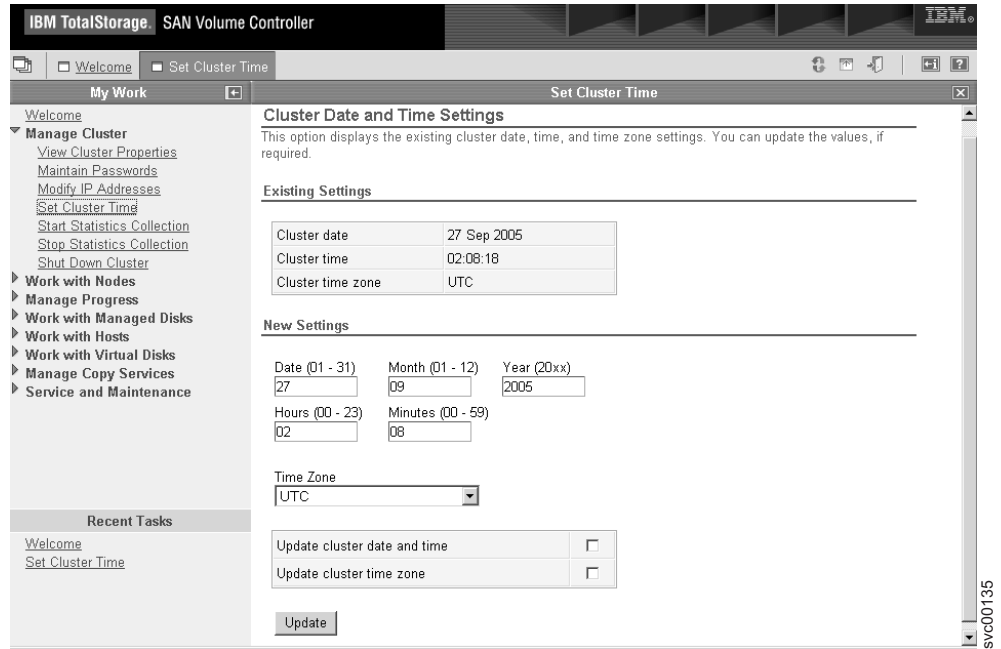 IBM TotalStorage. SAN Volume Controller
IBM®
Welcome
Set Cluster Time
My Work
Set Cluster Time
Welcome
Manage Cluster
View Cluster Properties
Maintain Passwords
Modify IP Addresses
Set Cluster Time
Start Statistics Collection
Stop Statistics Collection
Shut Down Cluster
Work with Nodes
Manage Progress
Work with Managed Disks
Work with Hosts
Work with Virtual Disks
Manage Copy Services
Service and Maintenance
Recent Tasks
Welcome
Set Cluster Time
Cluster Date and Time Settings
This option displays the existing cluster date, time, and time zone settings. You can update the values, if
required.
Existing Settings
Cluster date 27 Sep 2005
Cluster time 02:08:18
Cluster time zone UTC
New Settings
Date (01 - 31) Month (01 - 12) Year (20xx)
27 09 2005
Hours (00 - 23) Minutes (00 - 59)
02 08
Time Zone
UTC
Update cluster date and time
Update cluster time zone
Update
svc00135